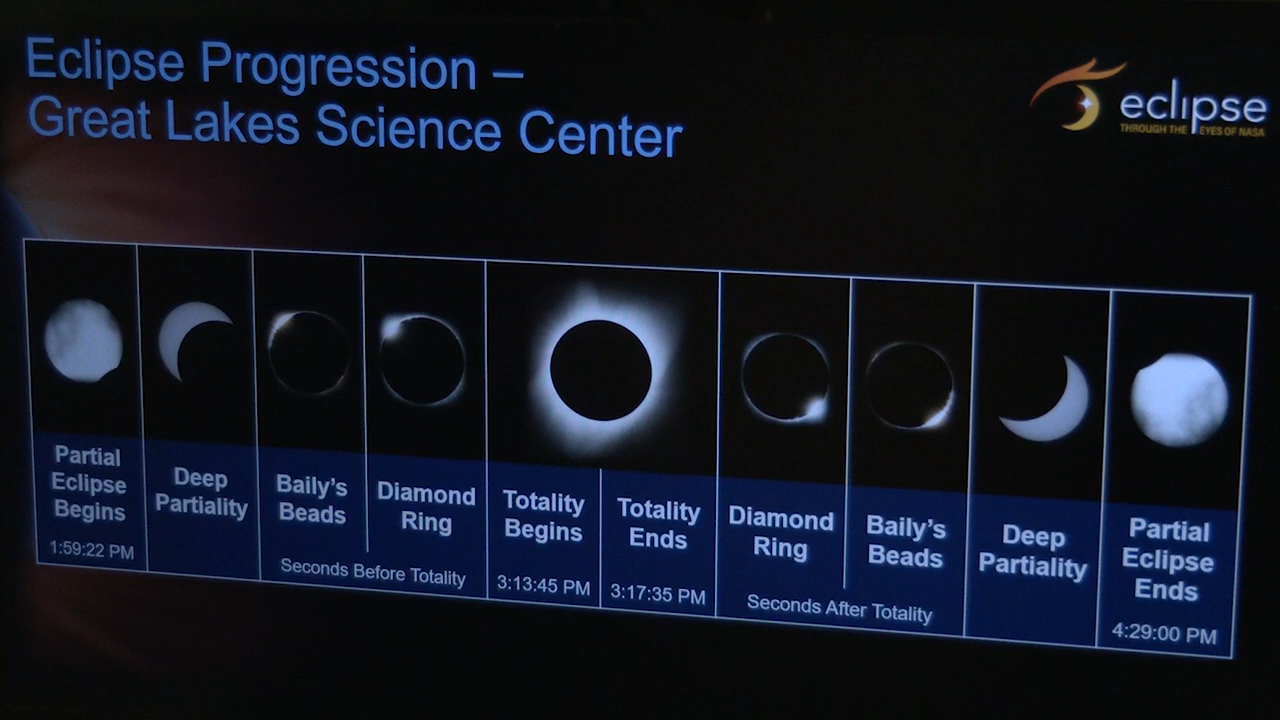 Eclipse Progression –
Great Lakes Science Center
eclipse
THROUGH THE EYES OF NASA
Partial
Eclipse
Begins
1:59:22 PM
Deep
Partiality
Baily's
Beads
Diamond
Ring
Seconds Before Totality
Totality
Begins
3:13:45 PM
Totality
Ends
3:17:35 PM
Diamond
Ring
Baily's
Beads
Seconds After Totality
Deep
Partiality
Partial
Eclipse
Ends
4:29:00 PM